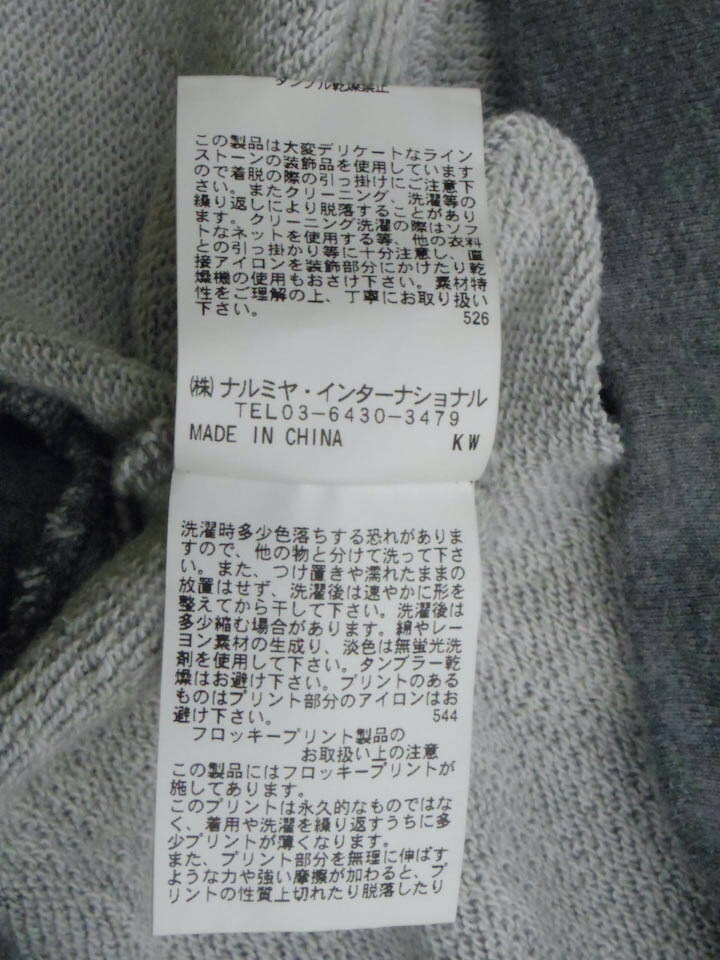 タンブル乾燥禁止
この製品は大変デリケートなライン
ストーンの装飾品を使用しています
ので着脱の際の引っ掛けにご注意下
さい。またクリーニング、洗濯等の
繰り返しにより脱落することがあり
ます。クリーニング洗濯の際はソフ
トなネットを使用する等、他の衣料
との引っ掛かり等に十分注意し、直
接アイロンを装飾部分にかけたり乾
燥機の使用もおさけ下さい。素材特
性をご理解の上、丁寧にお取り扱い
下さい。 526
㈱ ナルミヤ・インターナショナル
TEL03-6430-3479
MADE IN CHINA KW
洗濯時多少色落ちする恐れがありま
すので、他の物と分けて洗って下さ
い。また、つけ置きや濡れたままの
放置はせず、洗濯後は速やかに形を
整えてから干して下さい。洗濯後は
多少縮む場合があります。綿やレー
ヨン素材の生成り、淡色は無蛍光洗
剤を使用して下さい。タンブラー乾
燥はお避け下さい。プリントのある
ものはプリント部分のアイロンはお
避け下さい。 544
フロッキープリント製品の
お取扱い上の注意
この製品にはフロッキープリントが
施してあります。
このプリントは永久的なものではな
く、着用や洗濯を繰り返すうちに多
少プリントが薄くなります。
また、プリント部分を無理に伸ばす
ような力や強い摩擦が加わると、プ
リントの性質上切れたり脱落したり